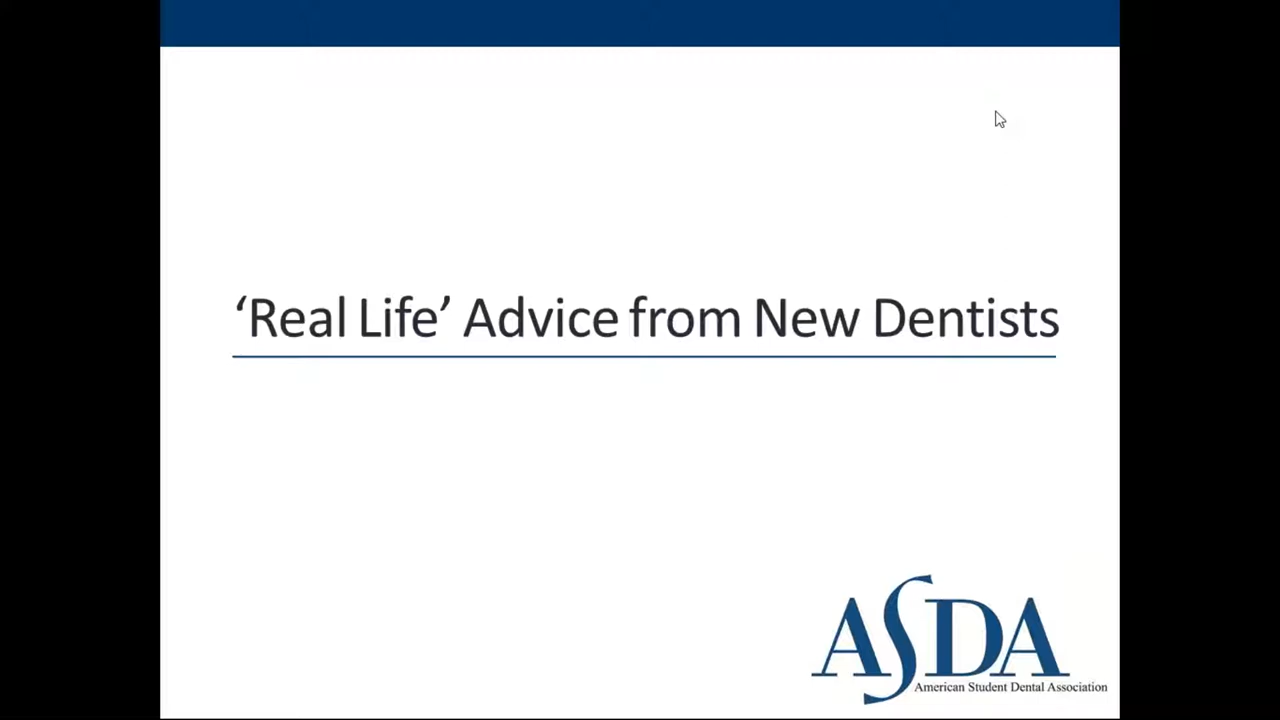 ‘Real Life’ Advice from New Dentists
ASDA
American Student Dental Association